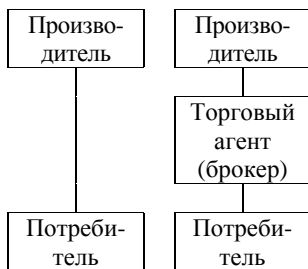 Произво-
дитель
Произво-
дитель
Торговый
агент
(брокер)
Потреби-
тель
Потреби-
тель